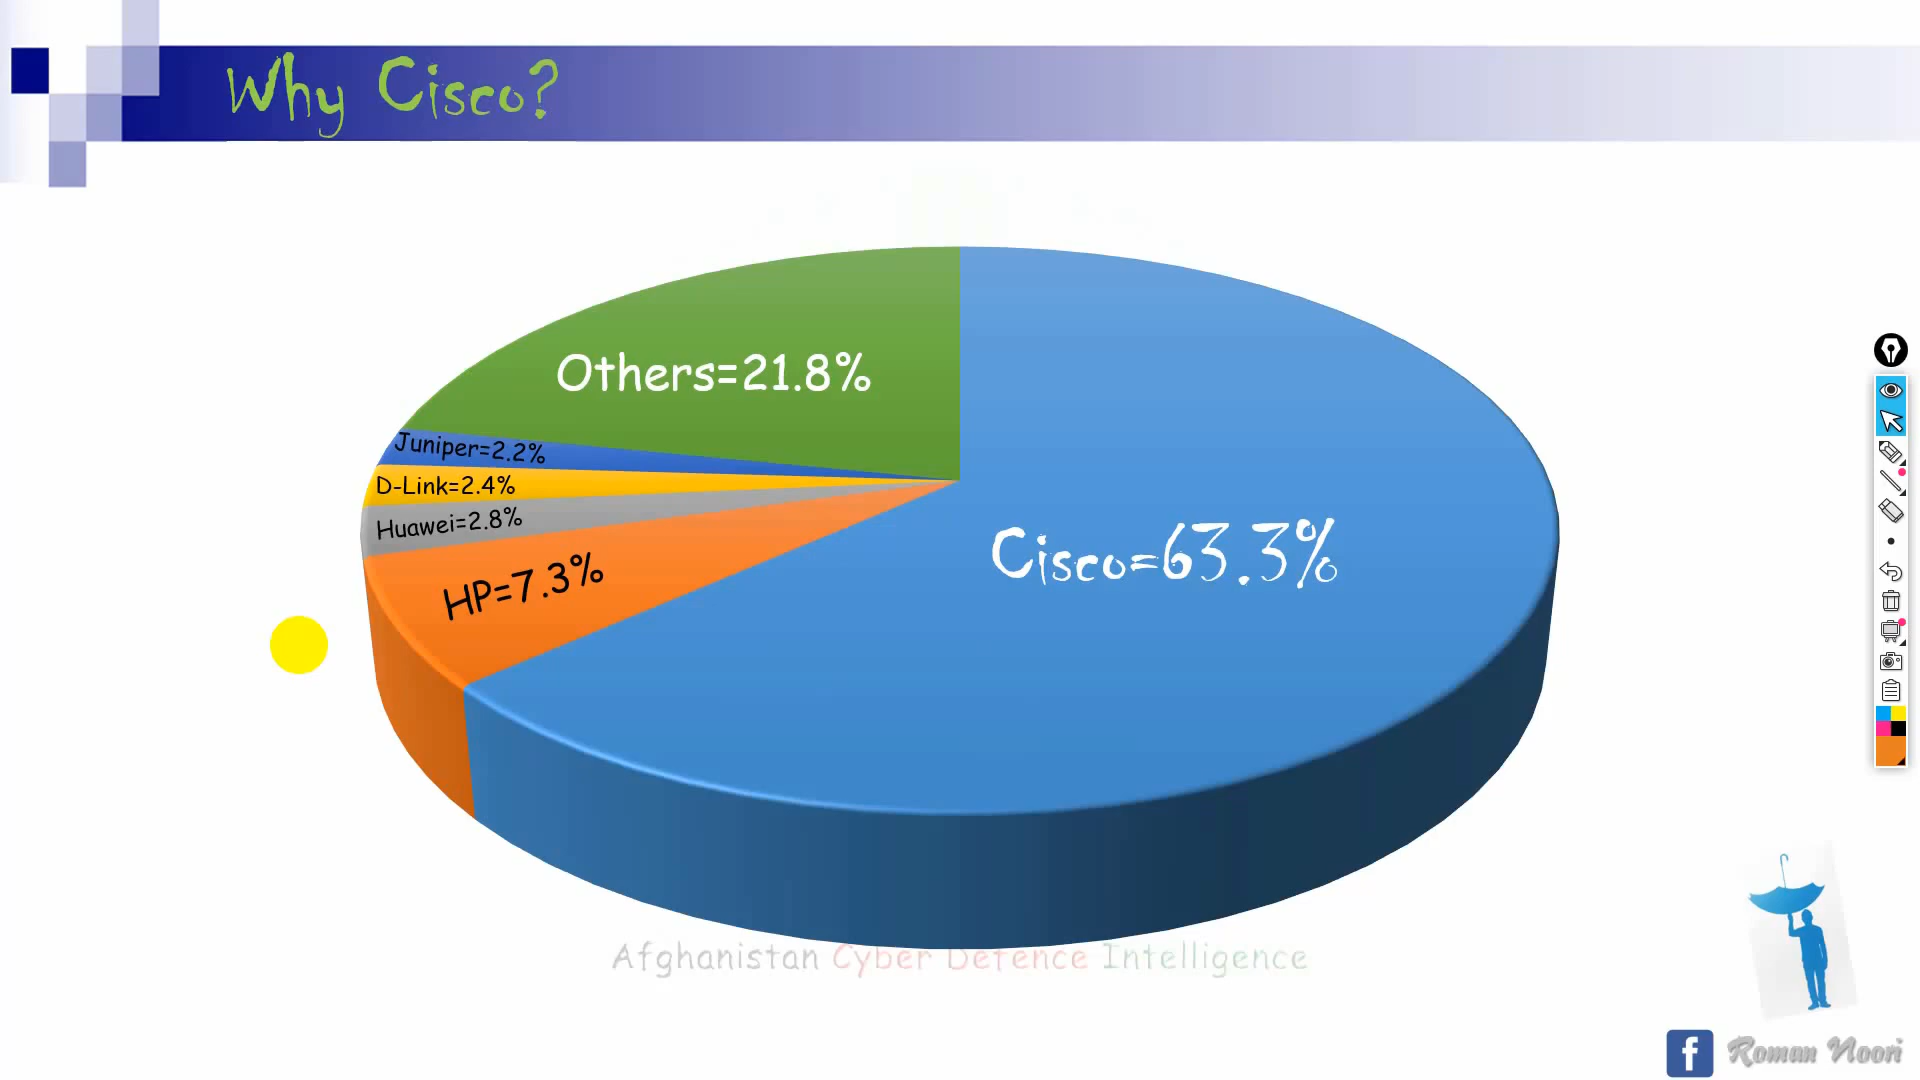 Why Cisco?
Others=21.8%
Juniper=2.2%
D-Link=2.4%
Huawei=2.8%
HP=7.3%
Cisco=63.3%
Afghanistan Cyber Defence Intelligence
f Roman Noori